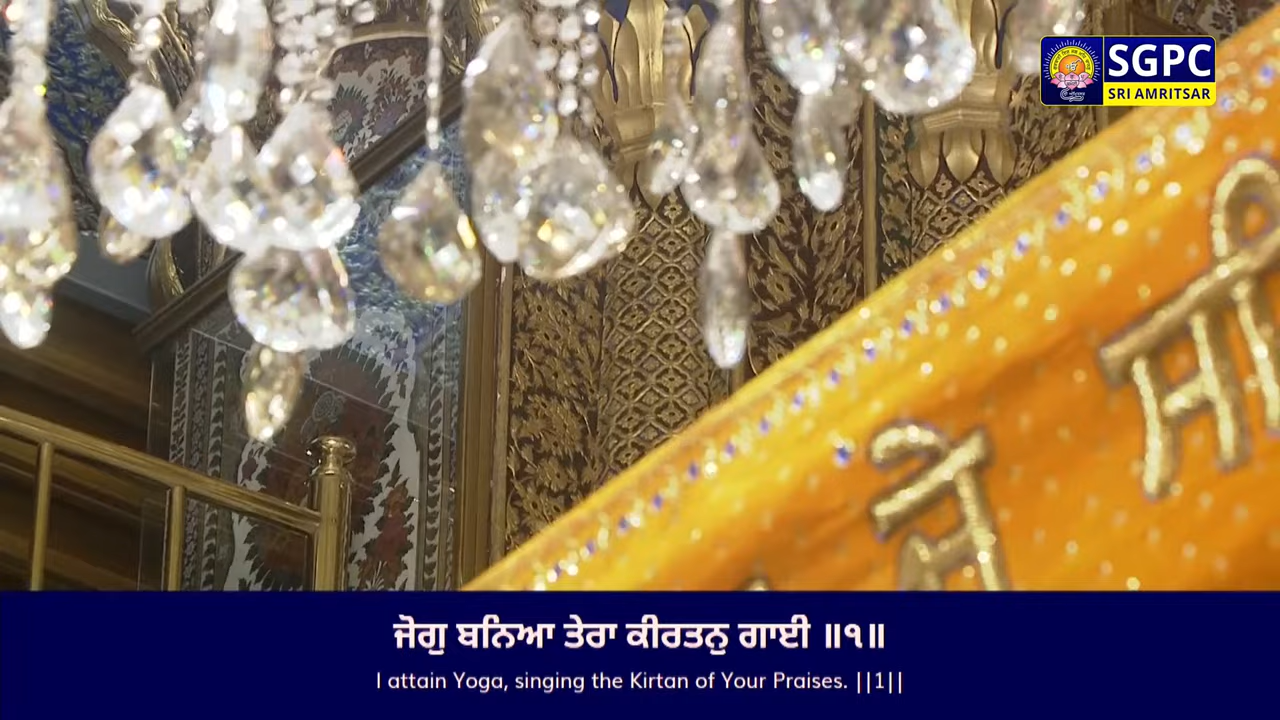 SGPC
SRI AMRITSAR
ਜੋਗੁ ਬਨਿਆ ਤੇਰਾ ਕੀਰਤਨੁ ਗਾਈ ॥੧॥
I attain Yoga, singing the Kirtan of Your Praises. ||1||